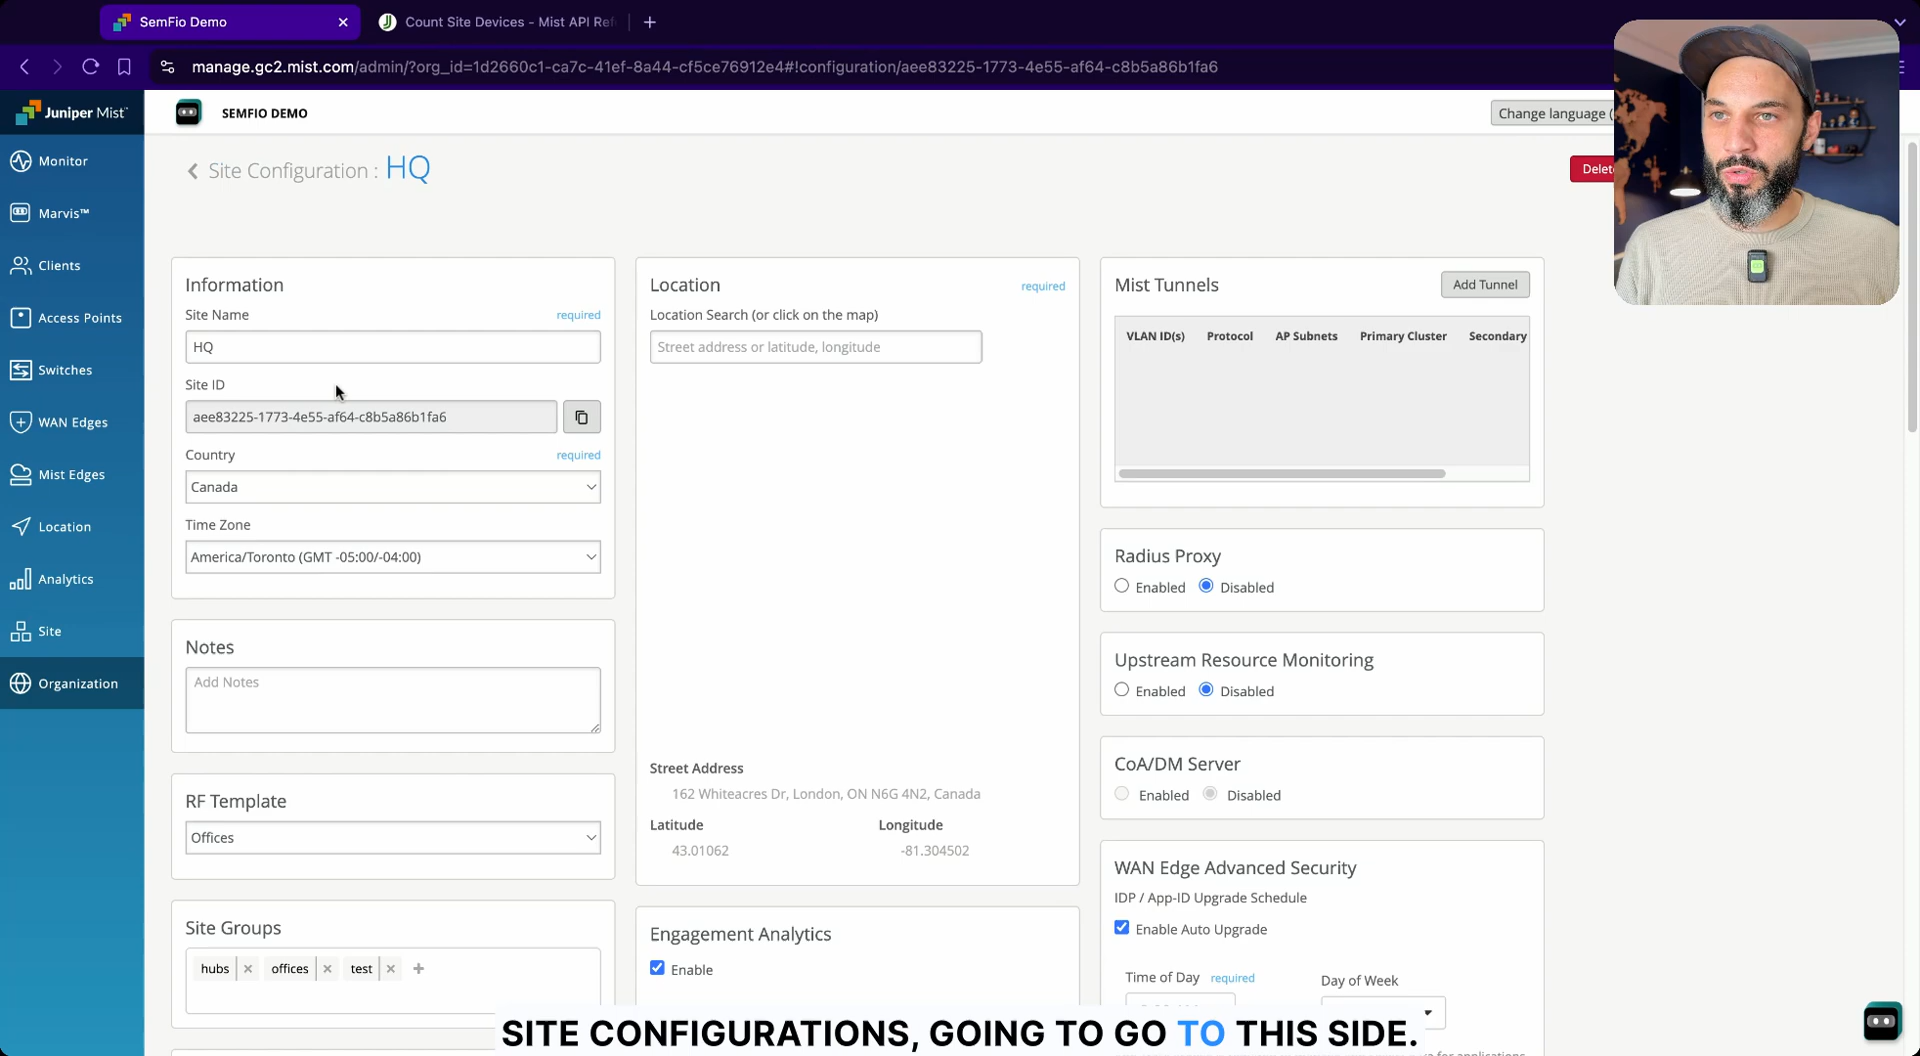 SemFio Demo
Count Site Devices - Mist API Ref
manage.gc2.mist.com/admin/?org_id=1d2660c1-ca7c-41ef-8a44-cf5ce76912e4#!configuration/aee83225-1773-4e55-af64-c8b5a86b1fa6
Juniper Mist™
SEMFIO DEMO
Change language (
Monitor
Marvis™
Clients
Access Points
Switches
WAN Edges
Mist Edges
Location
Analytics
Site
Organization
Site Configuration : HQ
Delete
Information
Site Name required
HQ
Site ID
aee83225-1773-4e55-af64-c8b5a86b1fa6
Country required
Canada
Time Zone
America/Toronto (GMT -05:00/-04:00)
Notes
Add Notes
RF Template
Offices
Site Groups
hubs offices test
Location required
Location Search (or click on the map)
Street address or latitude, longitude
Street Address
162 Whiteacres Dr, London, ON N6G 4N2, Canada
Latitude Longitude
43.01062 -81.304502
Engagement Analytics
Enable
Mist Tunnels Add Tunnel
VLAN ID(s) Protocol AP Subnets Primary Cluster Secondary
Radius Proxy
Enabled Disabled
Upstream Resource Monitoring
Enabled Disabled
CoA/DM Server
Enabled Disabled
WAN Edge Advanced Security
IDP / App-ID Upgrade Schedule
Enable Auto Upgrade
Time of Day required Day of Week
SITE CONFIGURATIONS, GOING TO GO TO THIS SIDE.